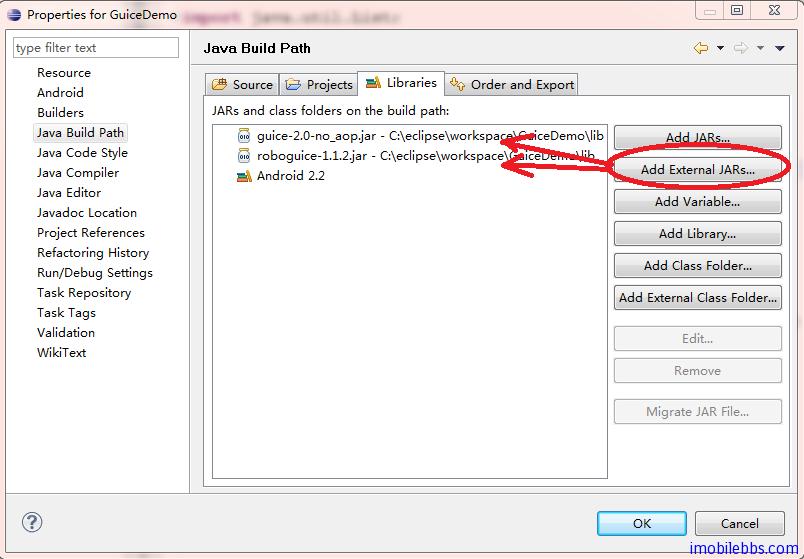 Properties for GuiceDemo
import java.util.List;
type filter text
Java Build Path
Resource
Android
Builders
Java Build Path
Java Code Style
Java Compiler
Java Editor
Javadoc Location
Project References
Refactoring History
Run/Debug Settings
Task Repository
Task Tags
Validation
WikiText
Source
Projects
Libraries
Order and Export
JARs and class folders on the build path:
guice-2.0-no_aop.jar - C:\eclipse\workspace\GuiceDemo\lib
roboguice-1.1.2.jar - C:\eclipse\workspace\GuiceDemo\lib
Android 2.2
Add JARs...
Add External JARs...
Add Variable...
Add Library...
Add Class Folder...
Add External Class Folder...
Edit...
Remove
Migrate JAR File...
OK
Cancel
imobilebbs.com